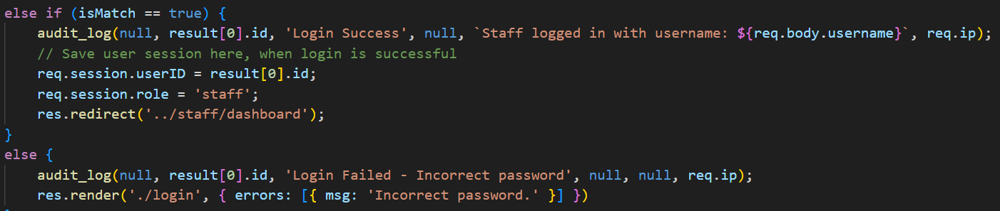 else if (isMatch == true) {
    audit_log(null, result[0].id, 'Login Success', null, `Staff logged in with username: ${req.body.username}`, req.ip);
    // Save user session here, when login is successful
    req.session.userID = result[0].id;
    req.session.role = 'staff';
    res.redirect('../staff/dashboard');
}
else {
    audit_log(null, result[0].id, 'Login Failed - Incorrect password', null, null, req.ip);
    res.render('./login', { errors: [{ msg: 'Incorrect password.' }] })